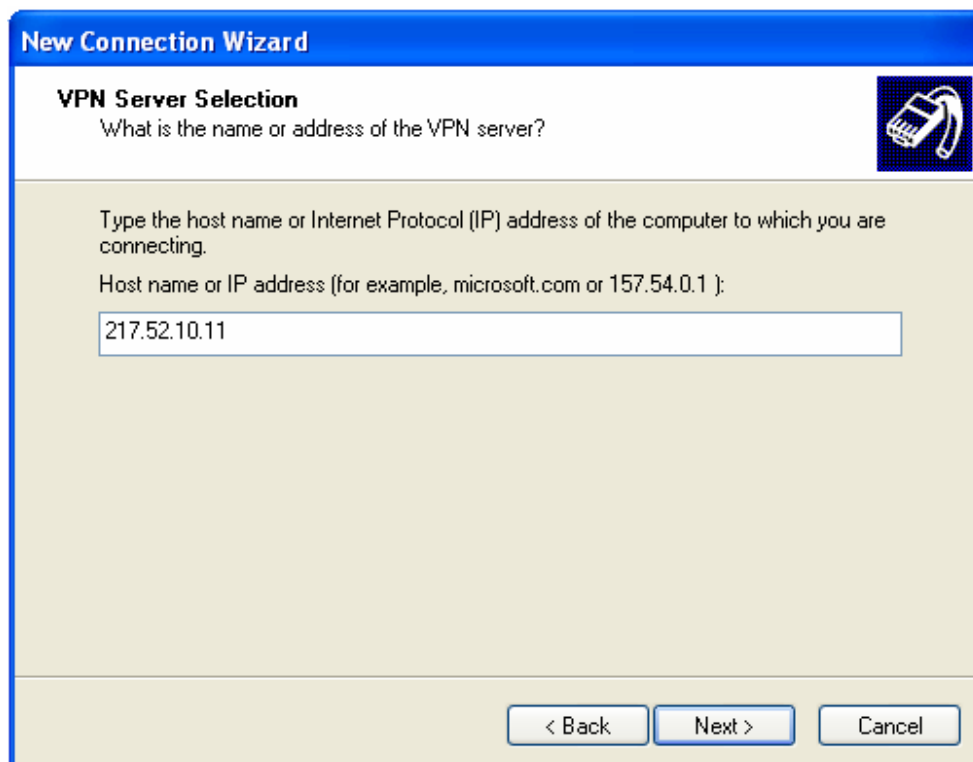 New Connection Wizard
VPN Server Selection
What is the name or address of the VPN server?
Type the host name or Internet Protocol (IP) address of the computer to which you are
connecting.
Host name or IP address (for example, microsoft.com or 157.54.0.1 ):
217.52.10.11
< Back Next > Cancel